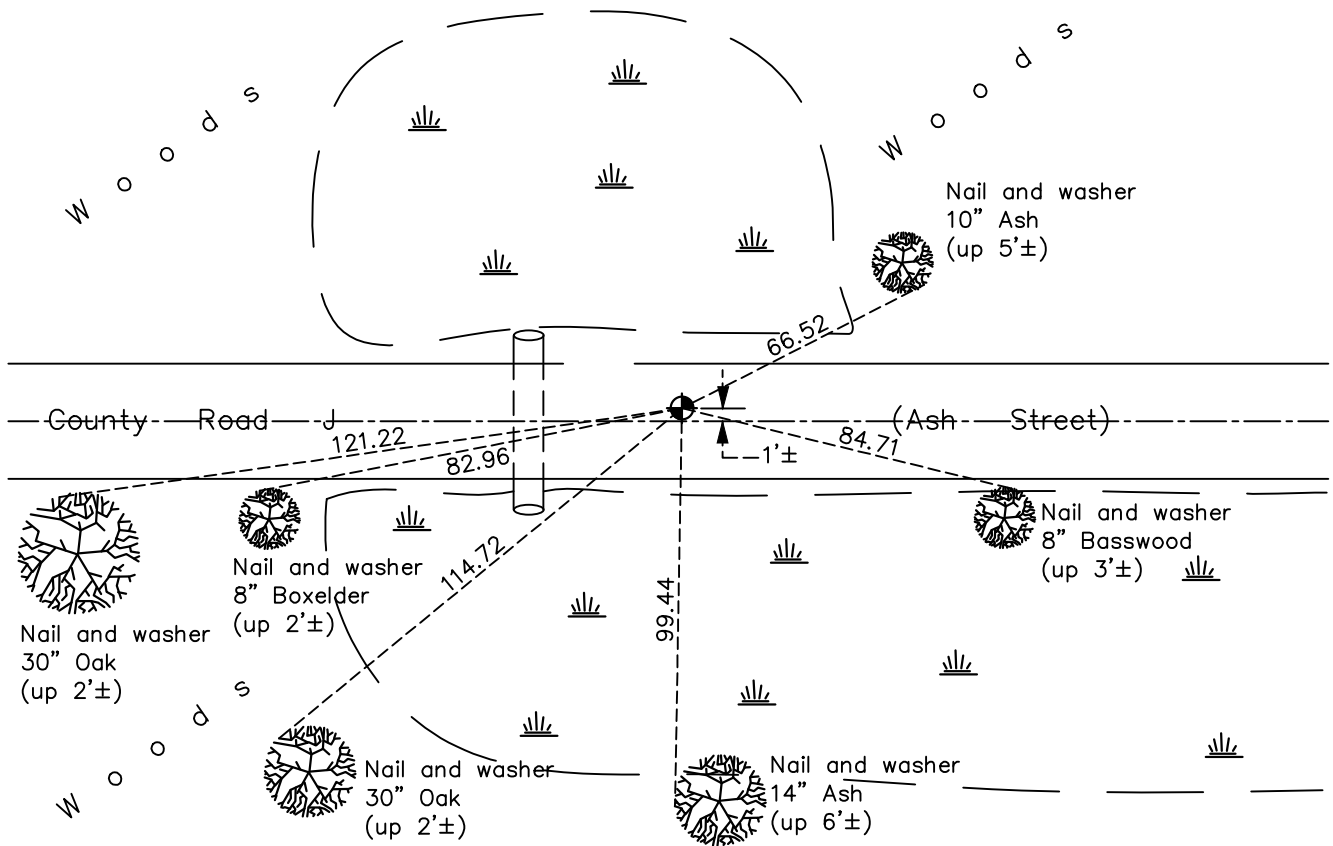 Woods
Woods
Nail and washer
10” Ash
(up 5'±)
66.52
County Road J
(Ash Street)
121.22
82.96
84.71
1'±
Nail and washer
8” Basswood
(up 3'±)
114.72
99.44
Nail and washer
8” Boxelder
(up 2'±)
Nail and washer
30” Oak
(up 2'±)
Woods
Nail and washer
30” Oak
(up 2'±)
Nail and washer
14” Ash
(up 6'±)